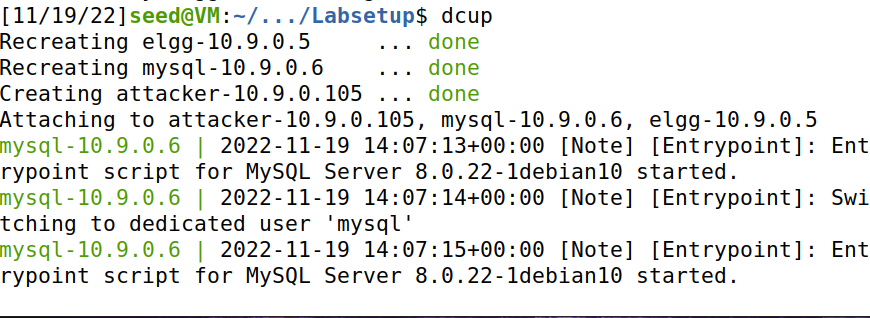 [11/19/22]seed@VM:~/.../Labsetup$ dcup
Recreating elgg-10.9.0.5     ... done
Recreating mysql-10.9.0.6    ... done
Creating attacker-10.9.0.105 ... done
Attaching to attacker-10.9.0.105, mysql-10.9.0.6, elgg-10.9.0.5
mysql-10.9.0.6 | 2022-11-19 14:07:13+00:00 [Note] [Entrypoint]: Ent
rypoint script for MySQL Server 8.0.22-1debian10 started.
mysql-10.9.0.6 | 2022-11-19 14:07:14+00:00 [Note] [Entrypoint]: Swi
tching to dedicated user 'mysql'
mysql-10.9.0.6 | 2022-11-19 14:07:15+00:00 [Note] [Entrypoint]: Ent
rypoint script for MySQL Server 8.0.22-1debian10 started.